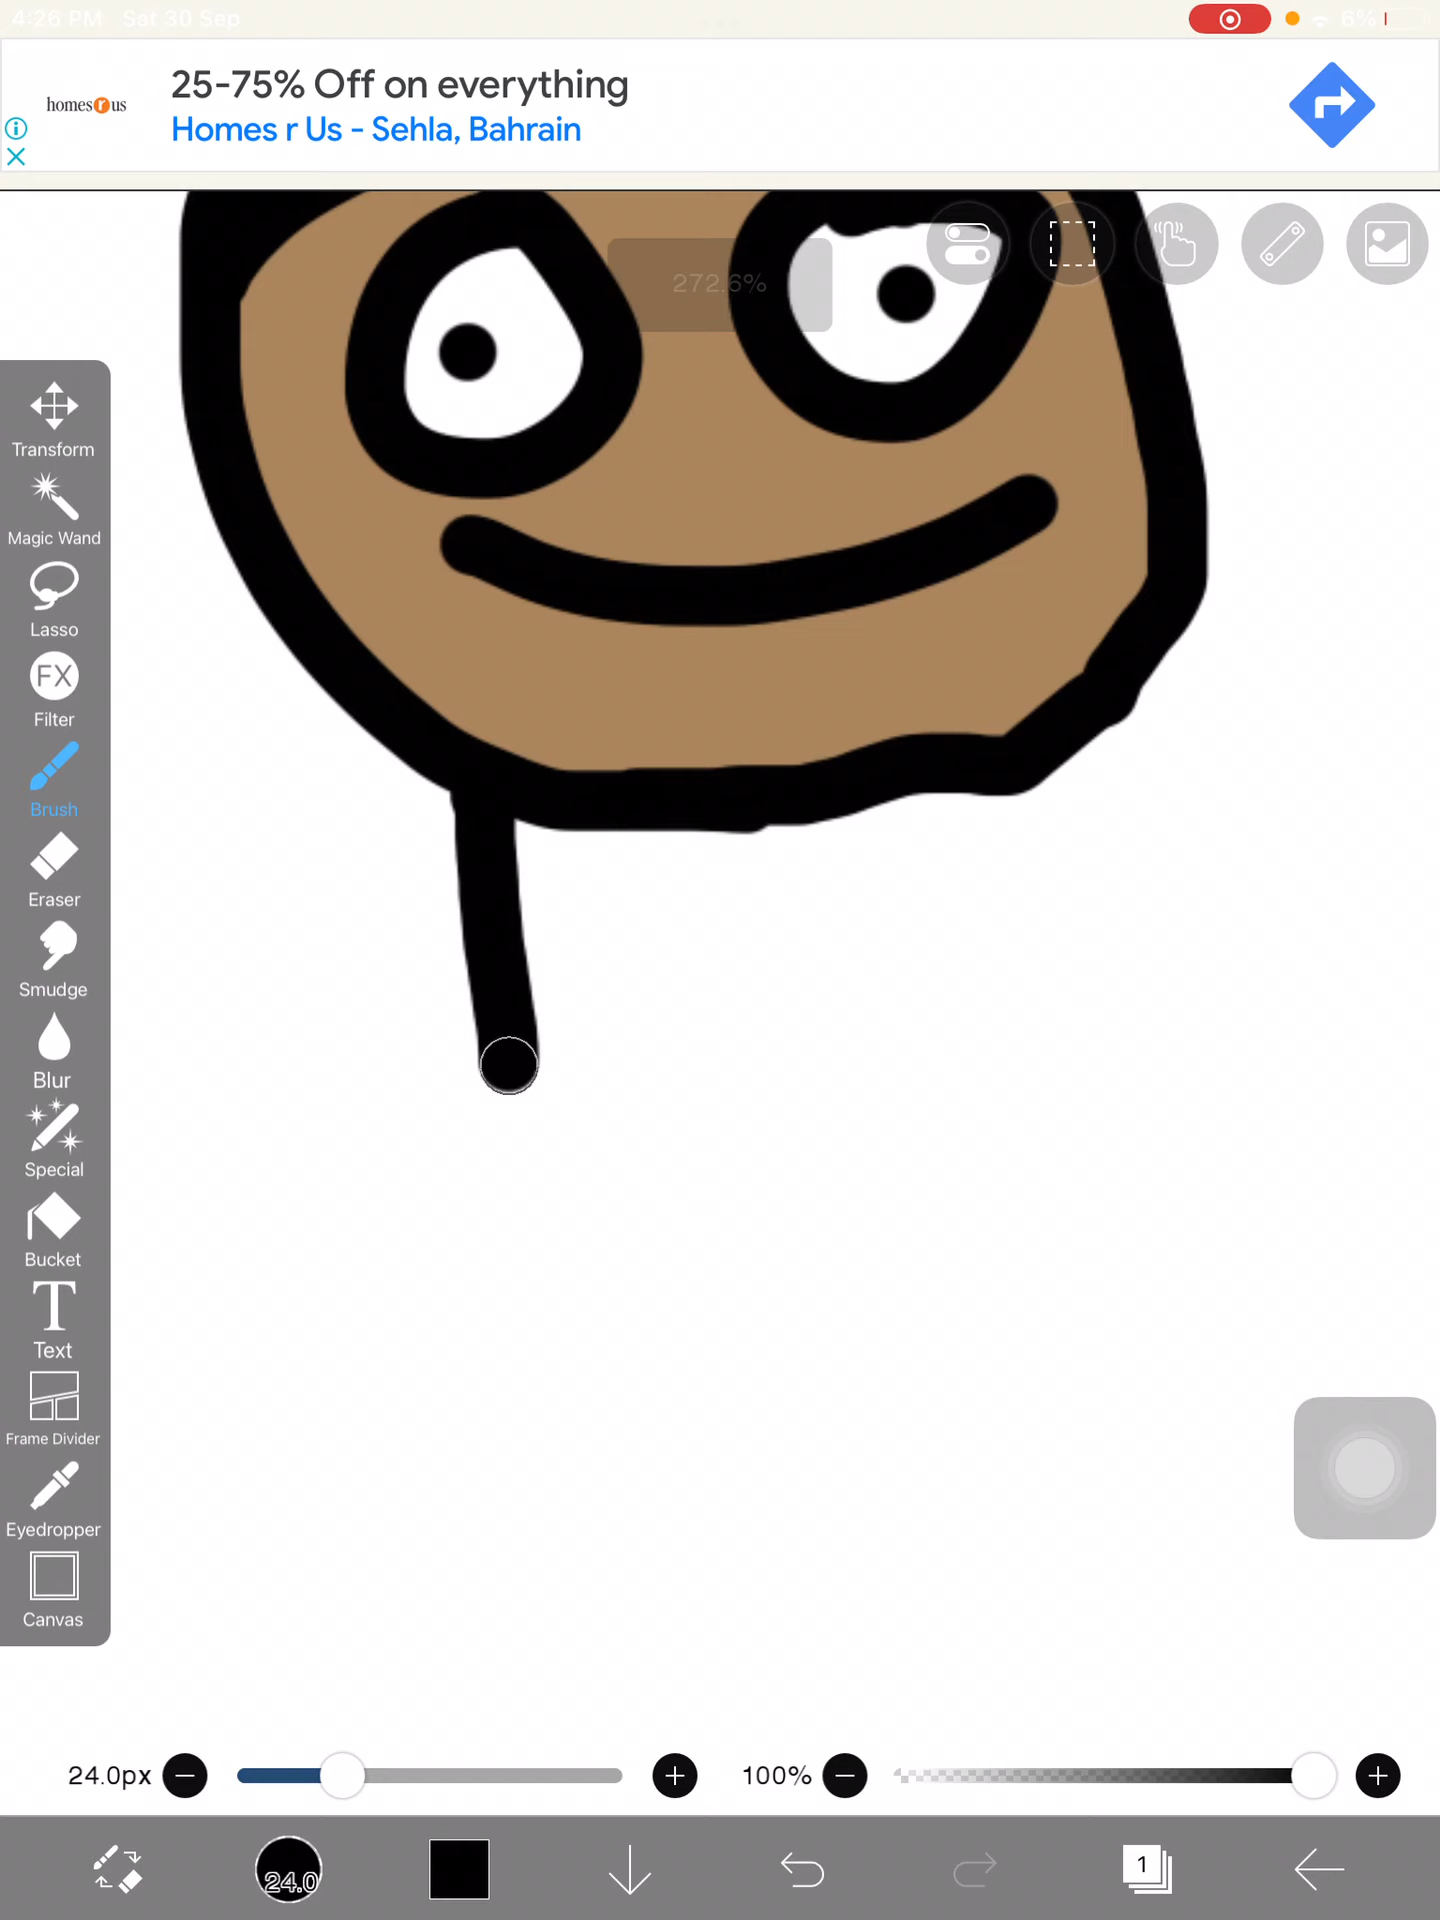 4:26 PM Sat 30 Sep
6%
homes r us
25-75% Off on everything
Homes r Us - Sehla, Bahrain
272.6%
Transform
Magic Wand
Lasso
FX
Filter
Brush
Eraser
Smudge
Blur
Special
Bucket
T
Text
Frame Divider
Eyedropper
Canvas
24.0px
100%
24.0
1